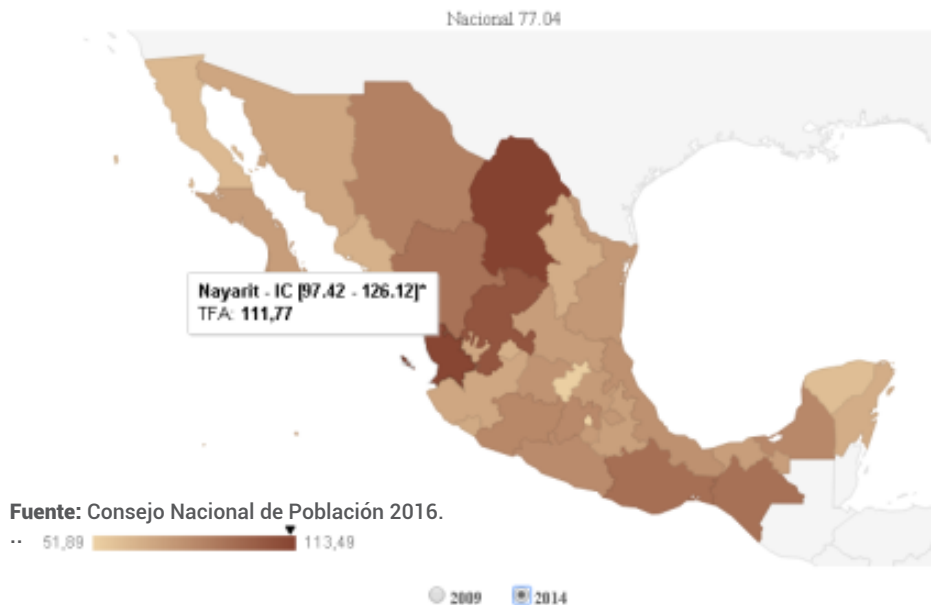 Nacional 77.04
Nayarit - IC [97.42 - 126.12]*
TFA: 111,77
Fuente: Consejo Nacional de Población 2016.
.. 51,89 113,49
2009 2014